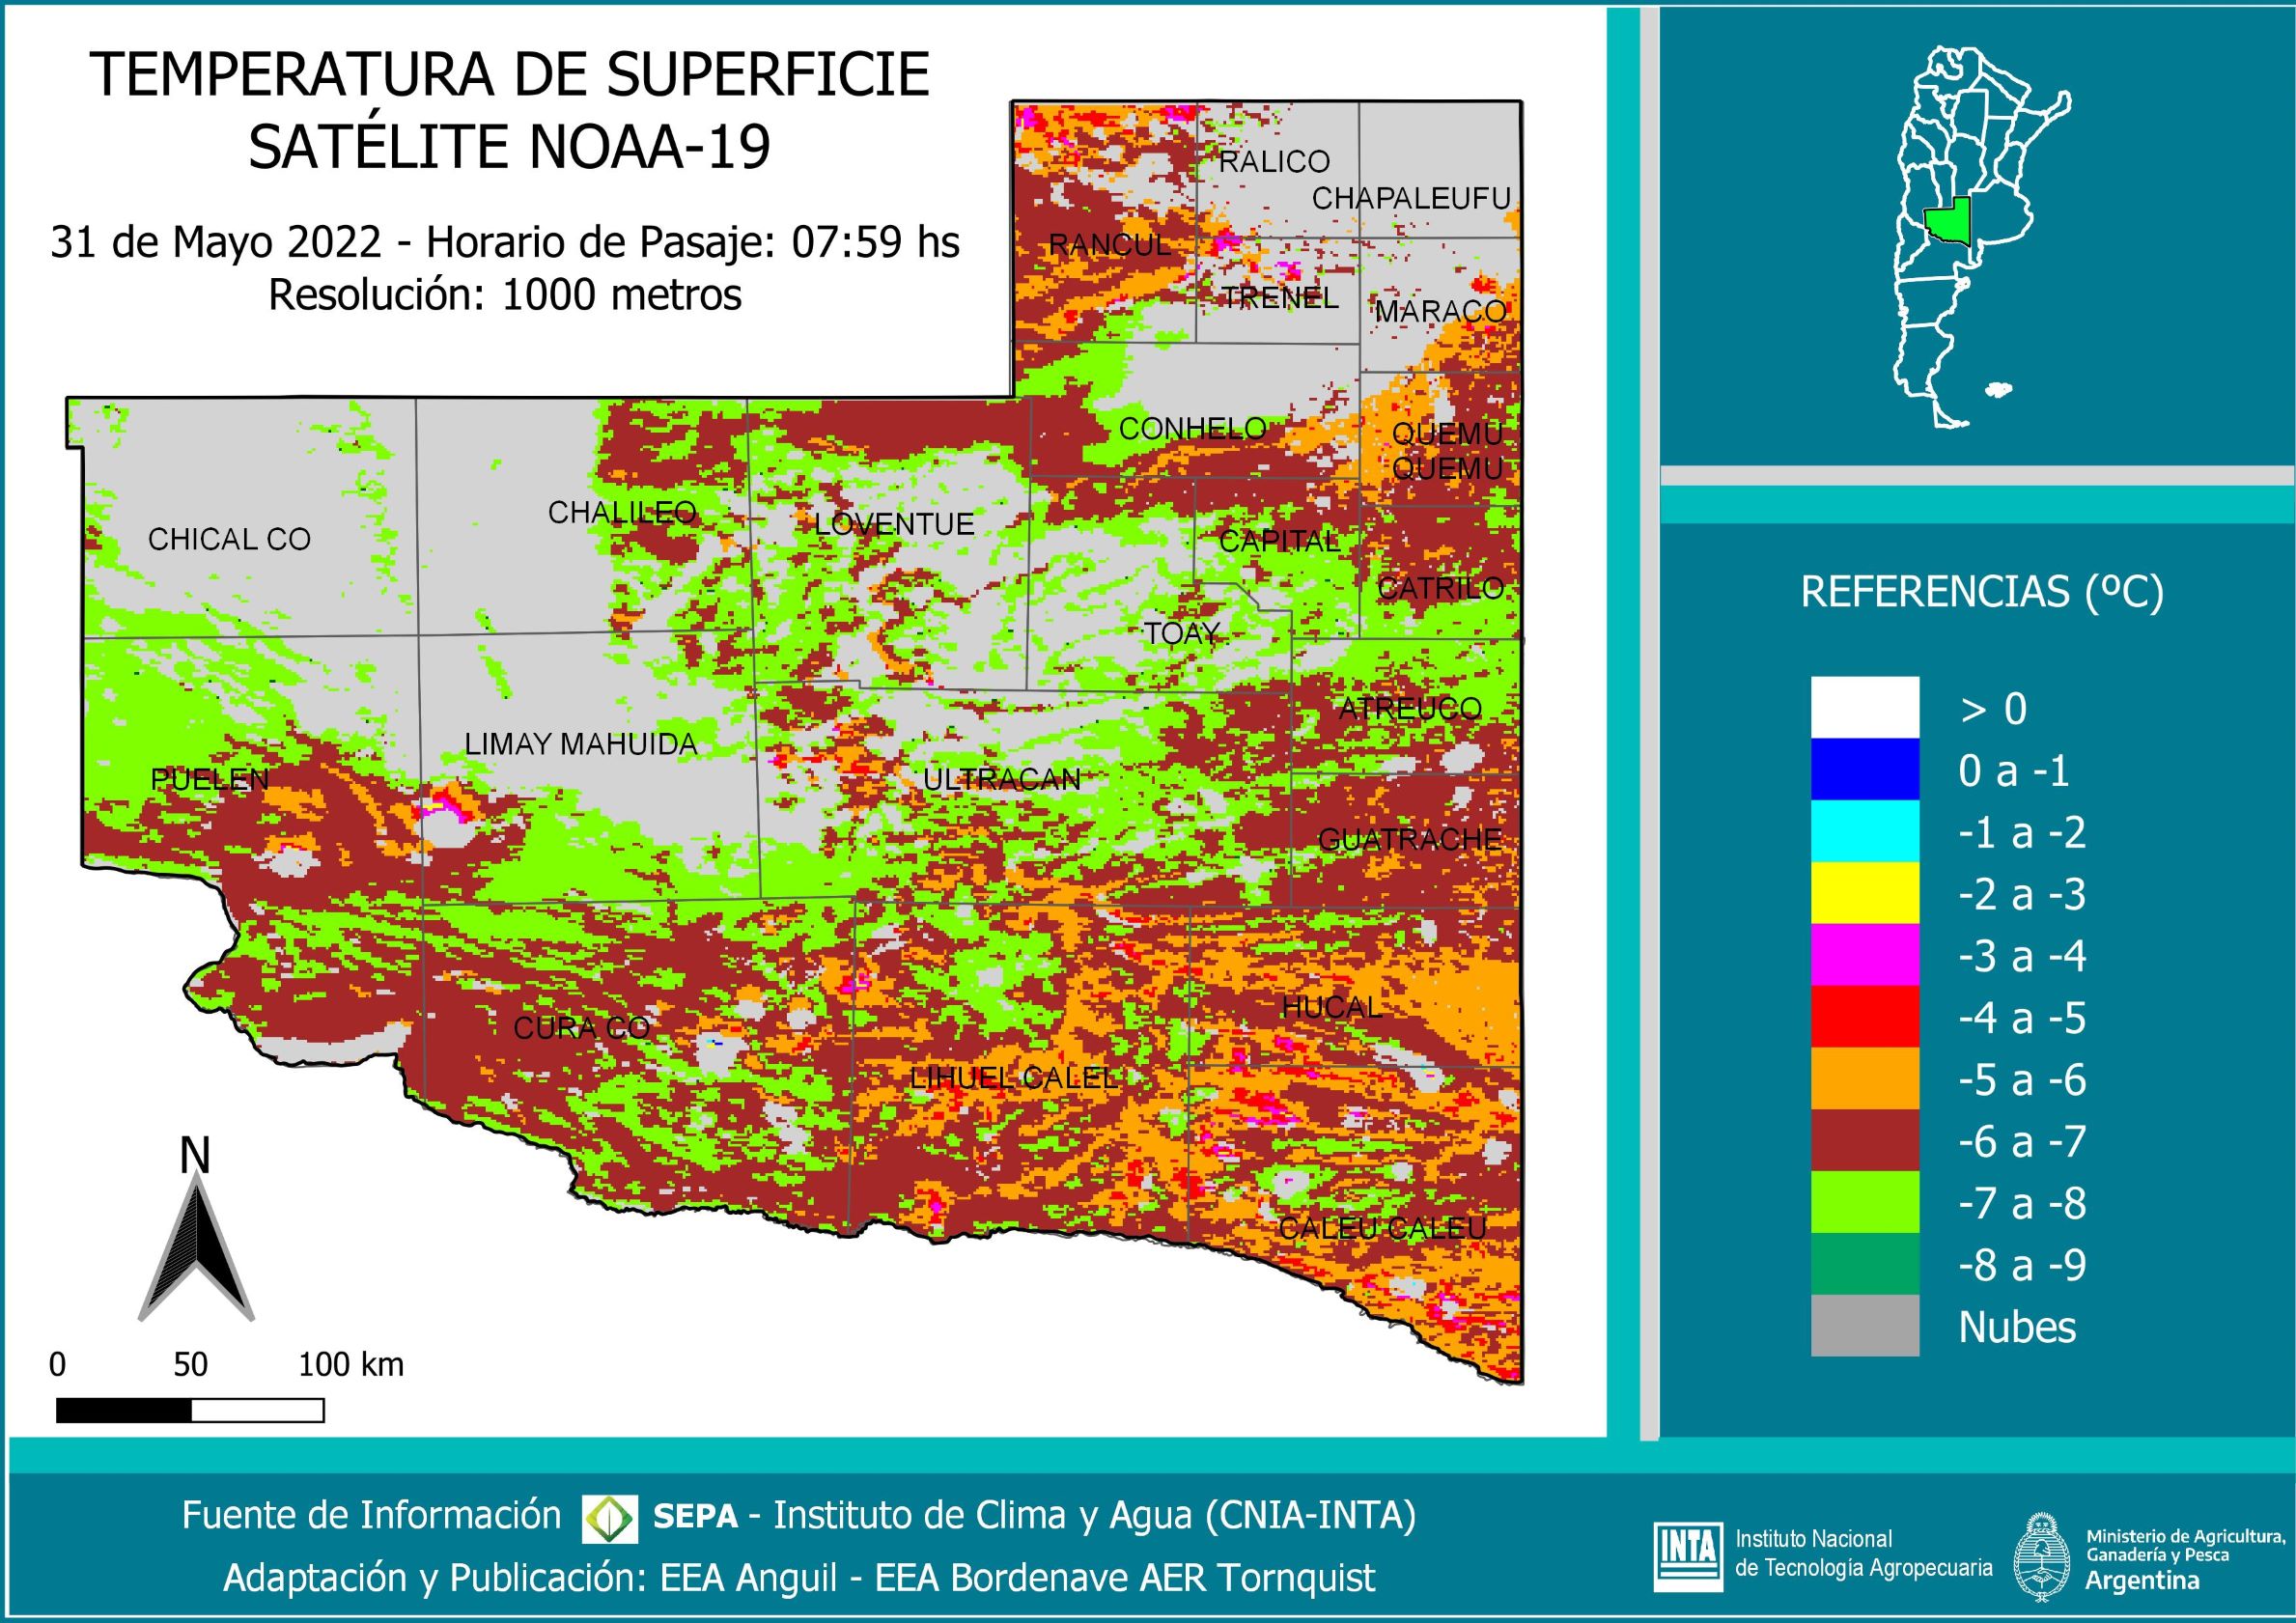 TEMPERATURA DE SUPERFICIE
SATÉLITE NOAA-19
31 de Mayo 2022 - Horario de Pasaje: 07:59 hs
Resolución: 1000 metros
RALICO
CHAPALEUFU
RANCUL
TRENEL
MARACO
CONHELO
QUEMU
QUEMU
CHALILEO
LOVENTUE
CHICAL CO
CAPITAL
CATRILO
TOAY
ATREUCO
LIMAY MAHUIDA
PUELEN
ULTRACAN
GUATRACHE
HUCAL
CURA CO
LIHUEL CALEL
CALEU CALEU
N
0 50 100 km
REFERENCIAS (ºC)
> 0
0 a -1
-1 a -2
-2 a -3
-3 a -4
-4 a -5
-5 a -6
-6 a -7
-7 a -8
-8 a -9
Nubes
Fuente de Información SEPA - Instituto de Clima y Agua (CNIA-INTA)
Adaptación y Publicación: EEA Anguil - EEA Bordenave AER Tornquist
INTA
Instituto Nacional
de Tecnología Agropecuaria
Ministerio de Agricultura,
Ganadería y Pesca
Argentina